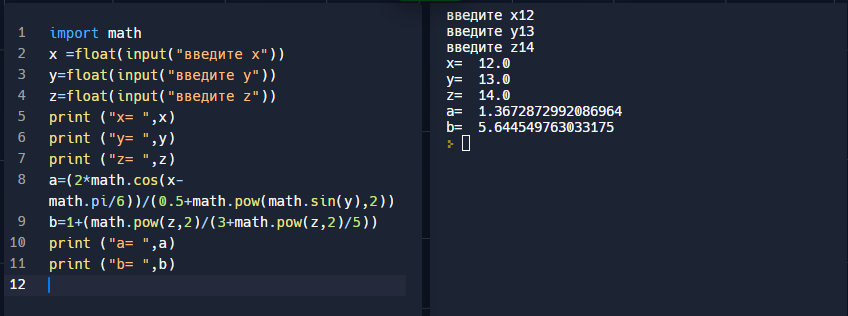 1 import math
2 x =float(input("введите x"))
3 y=float(input("введите y"))
4 z=float(input("введите z"))
5 print ("x= ",x)
6 print ("y= ",y)
7 print ("z= ",z)
8 a=(2*math.cos(x-
math.pi/6))/(0.5+math.pow(math.sin(y),2))
9 b=1+(math.pow(z,2)/(3+math.pow(z,2)/5))
10 print ("a= ",a)
11 print ("b= ",b)
12
введите x12
введите y13
введите z14
x=  12.0
y=  13.0
z=  14.0
a=  1.3672872992086964
b=  5.644549763033175
>